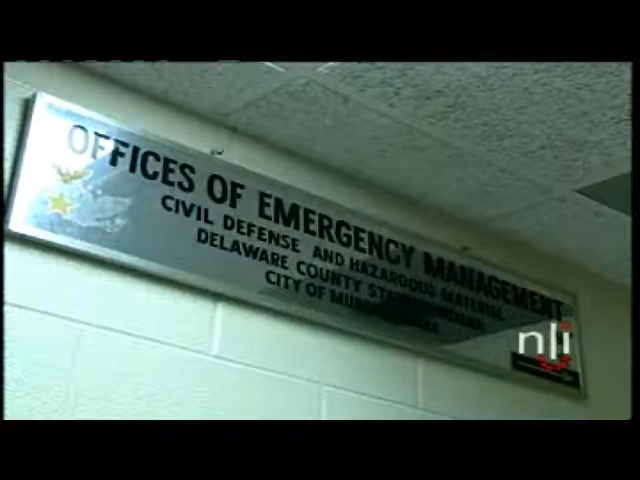 OFFICES OF EMERGENCY MANAGEMENT
CIVIL DEFENSE AND HAZARDOUS MATERIAL
DELAWARE COUNTY
CITY OF
nli